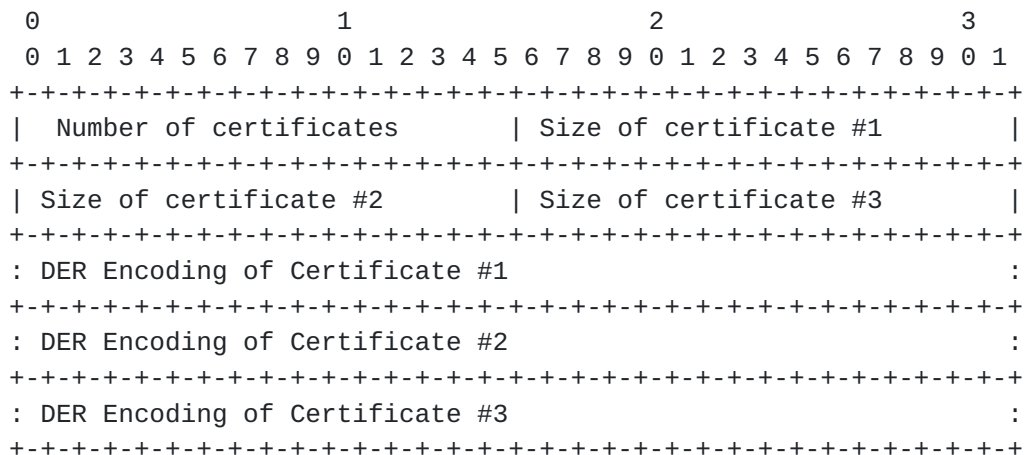 0                   1                   2                   3
 0 1 2 3 4 5 6 7 8 9 0 1 2 3 4 5 6 7 8 9 0 1 2 3 4 5 6 7 8 9 0 1
+-+-+-+-+-+-+-+-+-+-+-+-+-+-+-+-+-+-+-+-+-+-+-+-+-+-+-+-+-+-+-+-+
|  Number of certificates       | Size of certificate #1        |
+-+-+-+-+-+-+-+-+-+-+-+-+-+-+-+-+-+-+-+-+-+-+-+-+-+-+-+-+-+-+-+-+
| Size of certificate #2        | Size of certificate #3        |
+-+-+-+-+-+-+-+-+-+-+-+-+-+-+-+-+-+-+-+-+-+-+-+-+-+-+-+-+-+-+-+-+
: DER Encoding of Certificate #1                                :
+-+-+-+-+-+-+-+-+-+-+-+-+-+-+-+-+-+-+-+-+-+-+-+-+-+-+-+-+-+-+-+-+
: DER Encoding of Certificate #2                                :
+-+-+-+-+-+-+-+-+-+-+-+-+-+-+-+-+-+-+-+-+-+-+-+-+-+-+-+-+-+-+-+-+
: DER Encoding of Certificate #3                                :
+-+-+-+-+-+-+-+-+-+-+-+-+-+-+-+-+-+-+-+-+-+-+-+-+-+-+-+-+-+-+-+-+